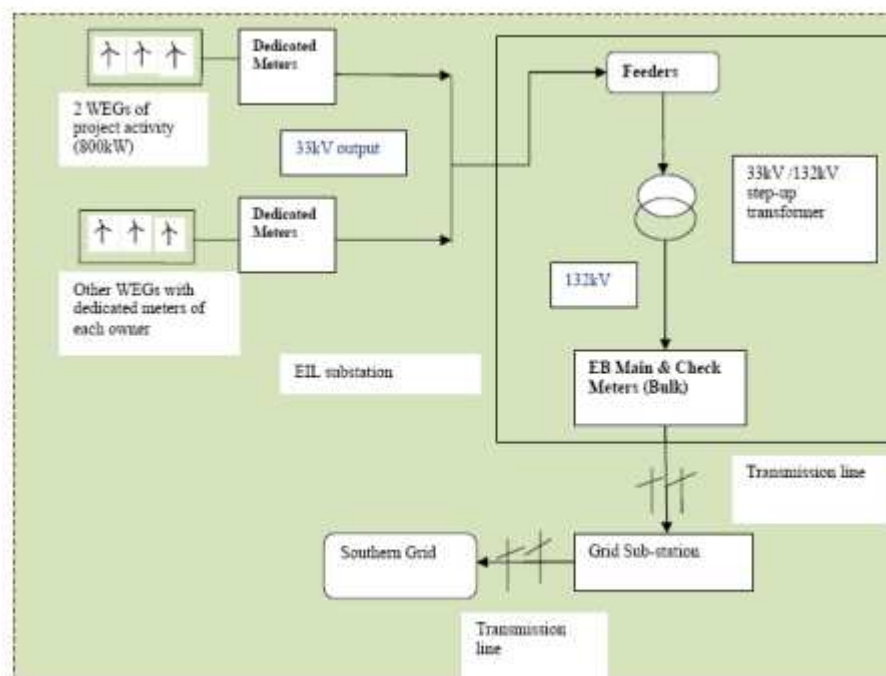 Dedicated
Meters
Feeders
2 WEGs of
project activity
(800kW)
33kV output
33kV /132kV
step-up
transformer
Dedicated
Meters
132kV
Other WEGs with
dedicated meters of
each owner
EIL substation
EB Main & Check
Meters (Bulk)
Transmission line
Southern Grid
Grid Sub-station
Transmission
line